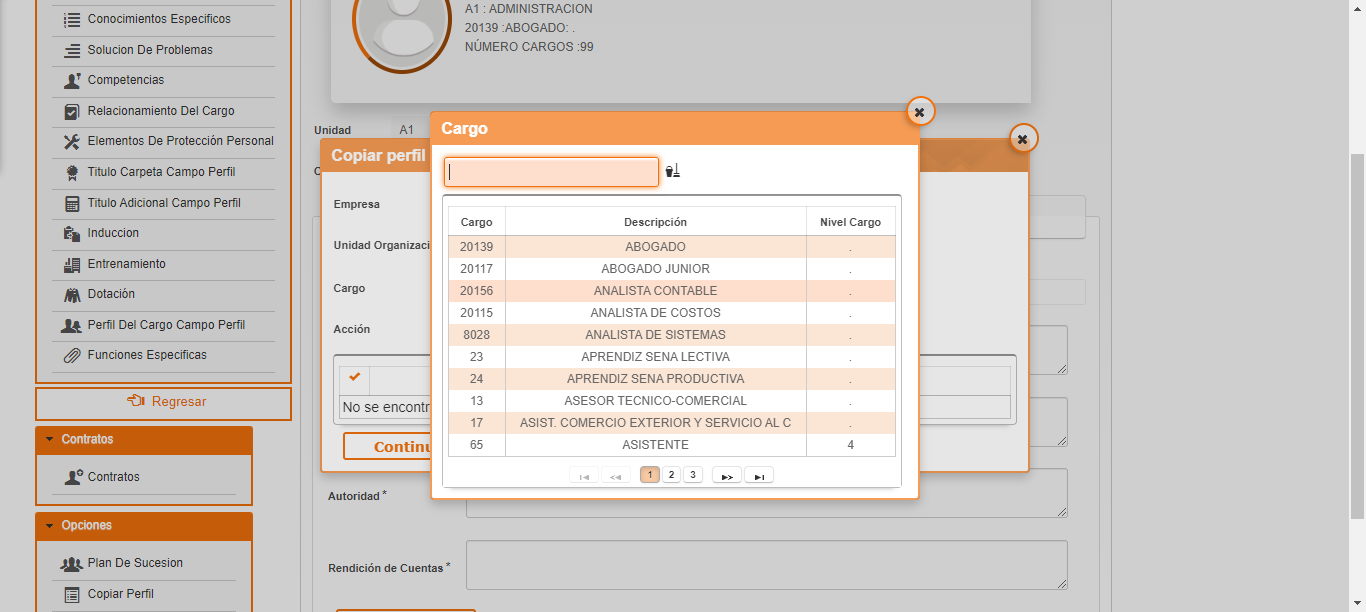 Conocimientos Especificos
Solucion De Problemas
Competencias
Relacionamiento Del Cargo
Elementos De Protección Personal
Titulo Carpeta Campo Perfil
Titulo Adicional Campo Perfil
Induccion
Entrenamiento
Dotación
Perfil Del Cargo Campo Perfil
Funciones Especificas
Regresar
Contratos
Contratos
Opciones
Plan De Sucesion
Copiar Perfil
A1 : ADMINISTRACION
20139 :ABOGADO: .
NÚMERO CARGOS :99
Unidad A1
Copiar perfil
Empresa
Unidad Organizaci
Cargo
Acción
No se encontr
Continu
Autoridad *
Rendición de Cuentas *
Cargo
Cargo Descripción Nivel Cargo
20139 ABOGADO .
20117 ABOGADO JUNIOR .
20156 ANALISTA CONTABLE .
20115 ANALISTA DE COSTOS .
8028 ANALISTA DE SISTEMAS .
23 APRENDIZ SENA LECTIVA .
24 APRENDIZ SENA PRODUCTIVA .
13 ASESOR TECNICO-COMERCIAL .
17 ASIST. COMERCIO EXTERIOR Y SERVICIO AL C .
65 ASISTENTE 4
1 2 3